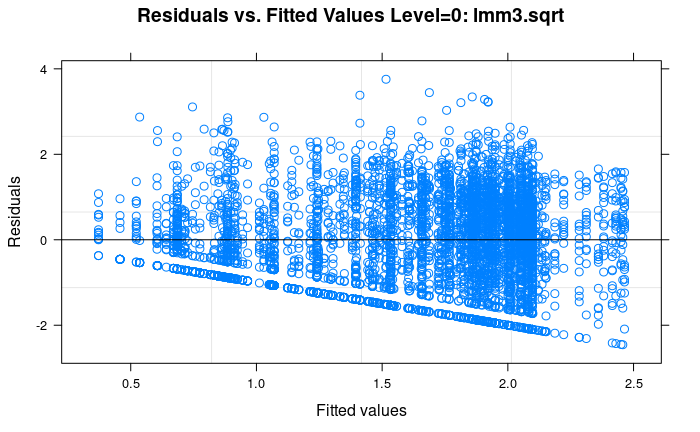 Residuals vs. Fitted Values Level=0: lmm3.sqrt
4
2
0
-2
Residuals
0.5 1.0 1.5 2.0 2.5
Fitted values